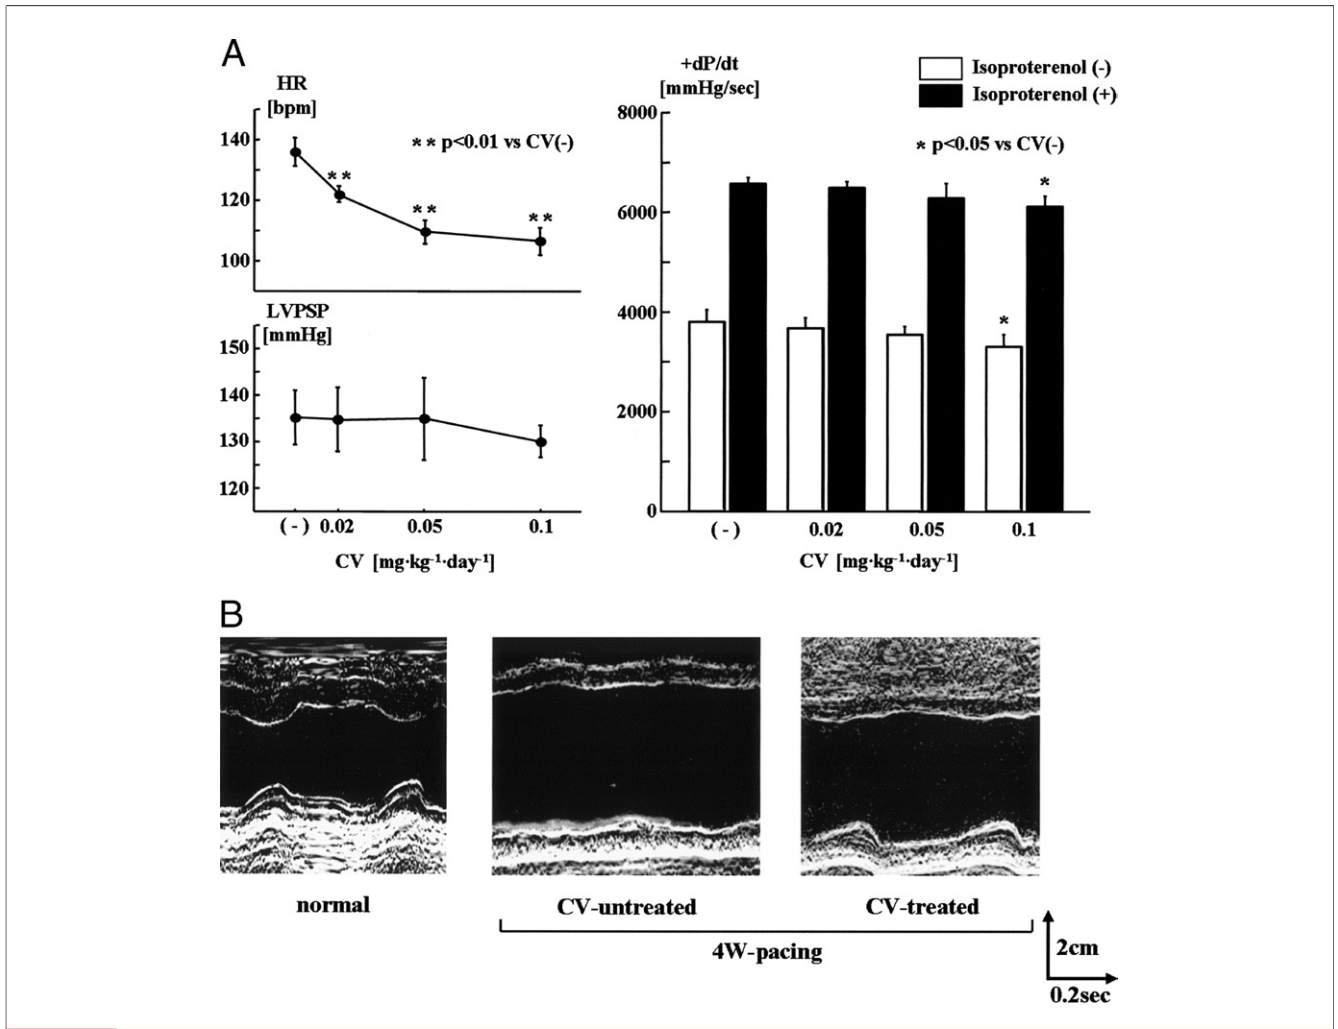 A
HR
[bpm]
140
120
100
** p<0.01 vs CV(-)
**
**
**
LVPSP
[mmHg]
150
140
130
120
(-) 0.02 0.05 0.1
CV [mg·kg⁻¹·day⁻¹]
+dP/dt
[mmHg/sec]
8000
6000
4000
2000
0
Isoproterenol (-)
Isoproterenol (+)
* p<0.05 vs CV(-)
*
*
(-) 0.02 0.05 0.1
CV [mg·kg⁻¹·day⁻¹]
B
normal
CV-untreated
CV-treated
4W-pacing
2cm
0.2sec